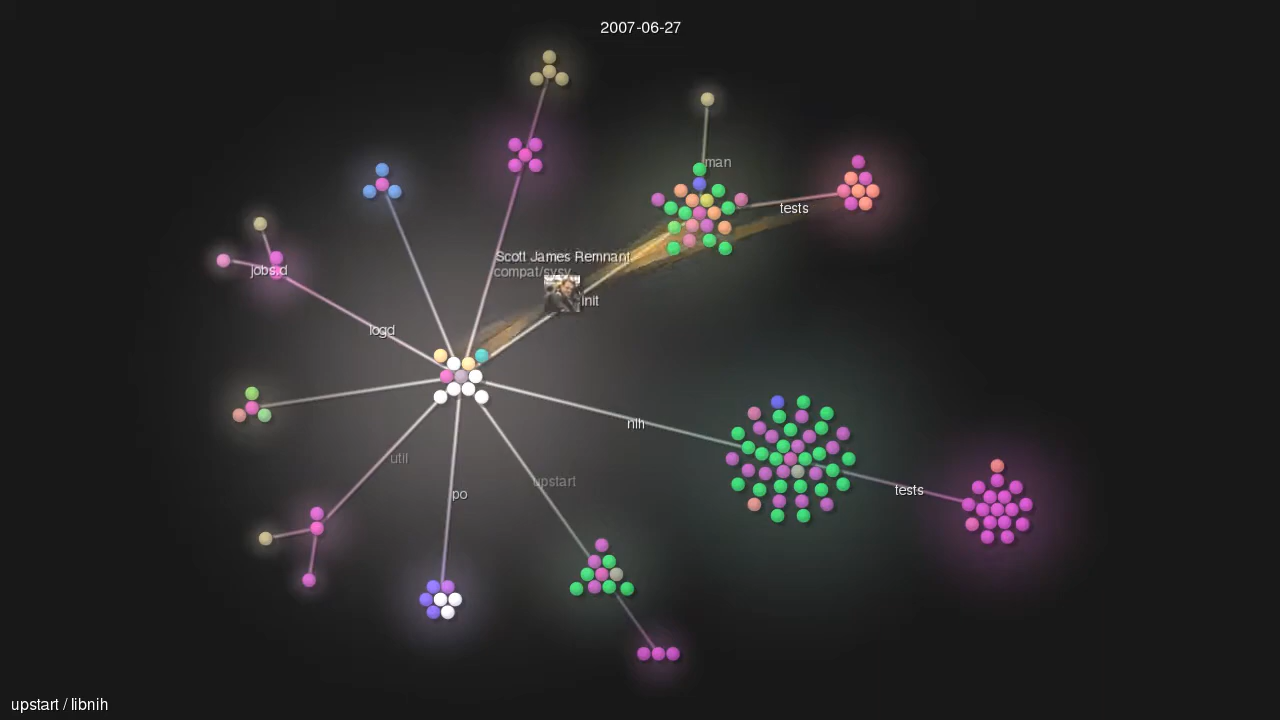 2007-06-27
man
tests
Scott James Remnant
compat/sysv
jobs.d
init
logd
nih
util
upstart
po
tests
upstart / libnih